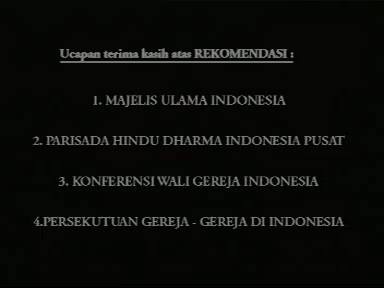 Ucapan terima kasih atas REKOMENDASI :
1. MAJELIS ULAMA INDONESIA
2. PARISADA HINDU DHARMA INDONESIA PUSAT
3. KONFERENSI WALI GEREJA INDONESIA
4.PERSEKUTUAN GEREJA - GEREJA DI INDONESIA